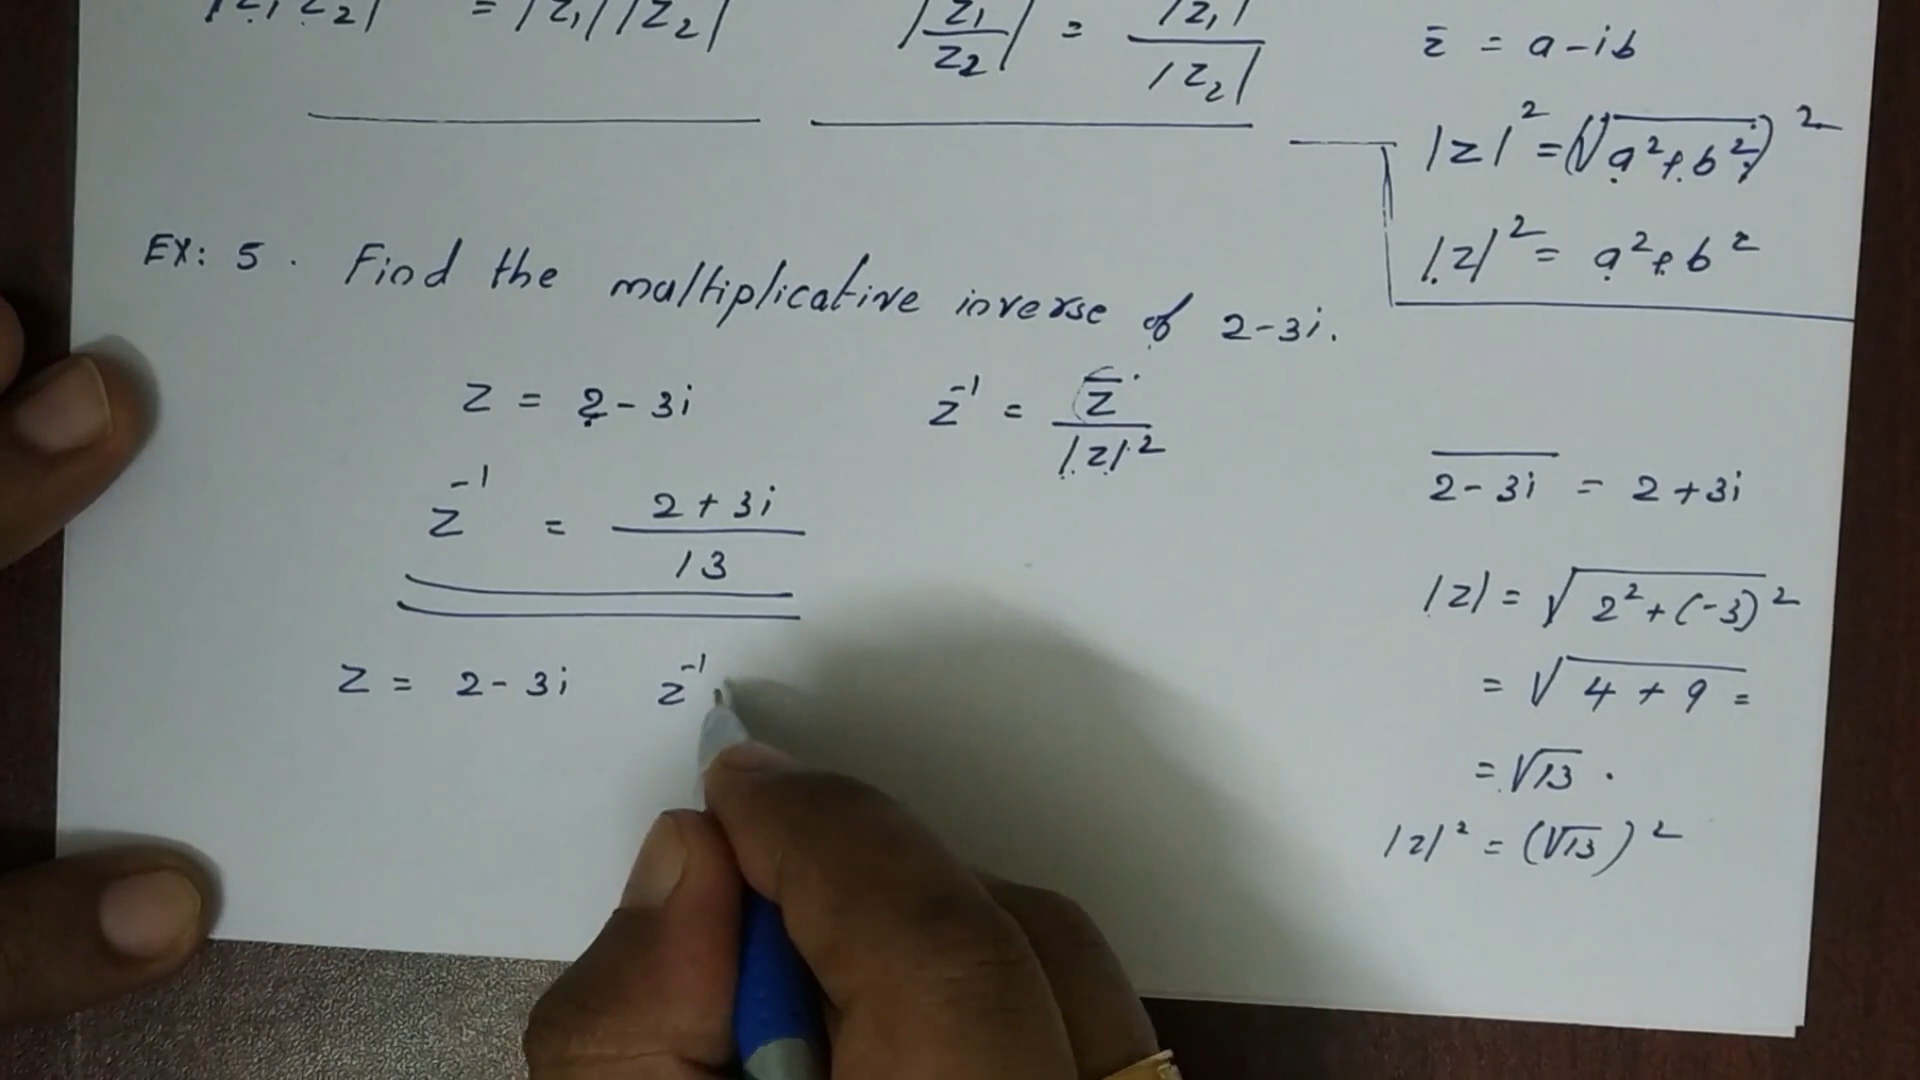 |z₁z₂| = |z₁||z₂|
|z₁/z₂| = |z₁|/|z₂|
z̄ = a-ib
|z|² = (√a²+b²)²
|z|² = a²+b²
EX: 5. Find the multiplicative inverse of 2-3i.
z = 2-3i
z⁻¹ = z̄/|z|²
z⁻¹ = 2+3i/13
z = 2-3i z⁻¹
\overline{2-3i} = 2+3i
|z| = √2²+(-3)²
= √4+9 =
= √13.
|z|² = (√13)²